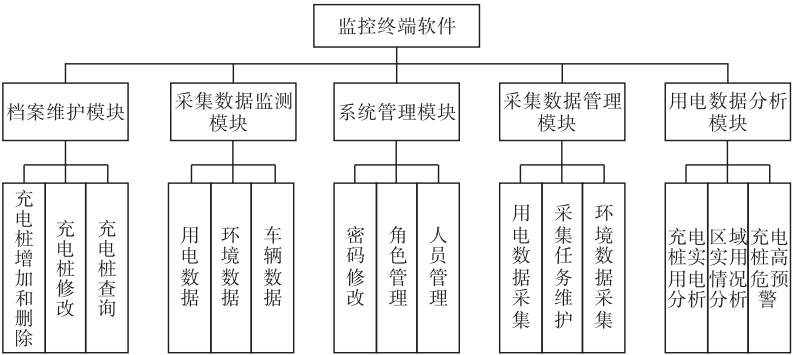 监控终端软件
档案维护模块
采集数据监测
模块
系统管理模块
采集数据管理
模块
用电数据分析
模块
充电桩增加和删除
充电桩修改
充电桩查询
用电数据
环境数据
车辆数据
密码修改
角色管理
人员管理
用电数据采集
采集任务维护
环境数据采集
充电
桩实
用电
分析
区域
实用
情况
分析
充电
桩高
危预
警